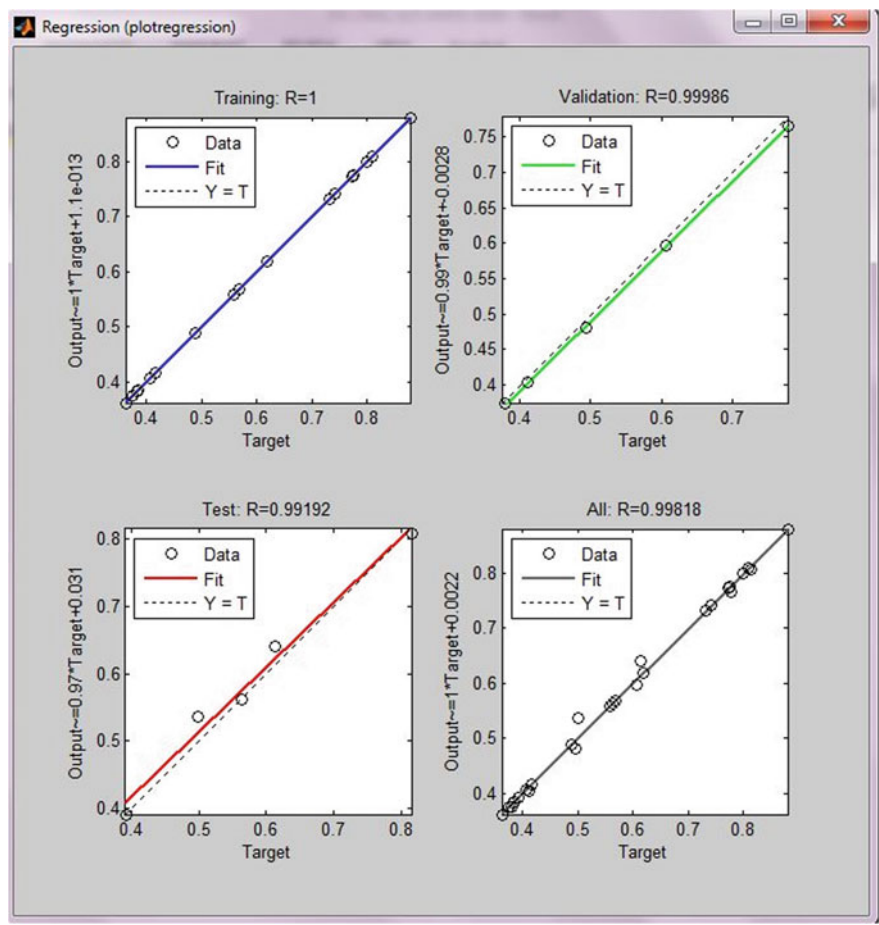 Regression (plotregression)
Training: R=1
Data
Fit
Y = T
Output~=1*Target+1.1e-013
0.8
0.7
0.6
0.5
0.4
0.4 0.5 0.6 0.7 0.8
Target
Validation: R=0.99986
Data
Fit
Y = T
Output~=0.99*Target+-0.0028
0.75
0.7
0.65
0.6
0.55
0.5
0.45
0.4
0.4 0.5 0.6 0.7
Target
Test: R=0.99192
Data
Fit
Y = T
Output~=0.97*Target+0.031
0.8
0.7
0.6
0.5
0.4
0.4 0.5 0.6 0.7 0.8
Target
All: R=0.99818
Data
Fit
Y = T
Output~=1*Target+0.0022
0.8
0.7
0.6
0.5
0.4
0.4 0.5 0.6 0.7 0.8
Target